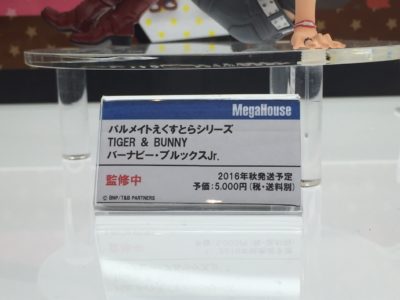 MegaHouse
パルメイトえくすとらシリーズ
TIGER & BUNNY
バーナビー・ブルックスJr.
監修中
2016年秋発送予定
予価：5,000円（税・送料別）
© BNP/T&B PARTNERS